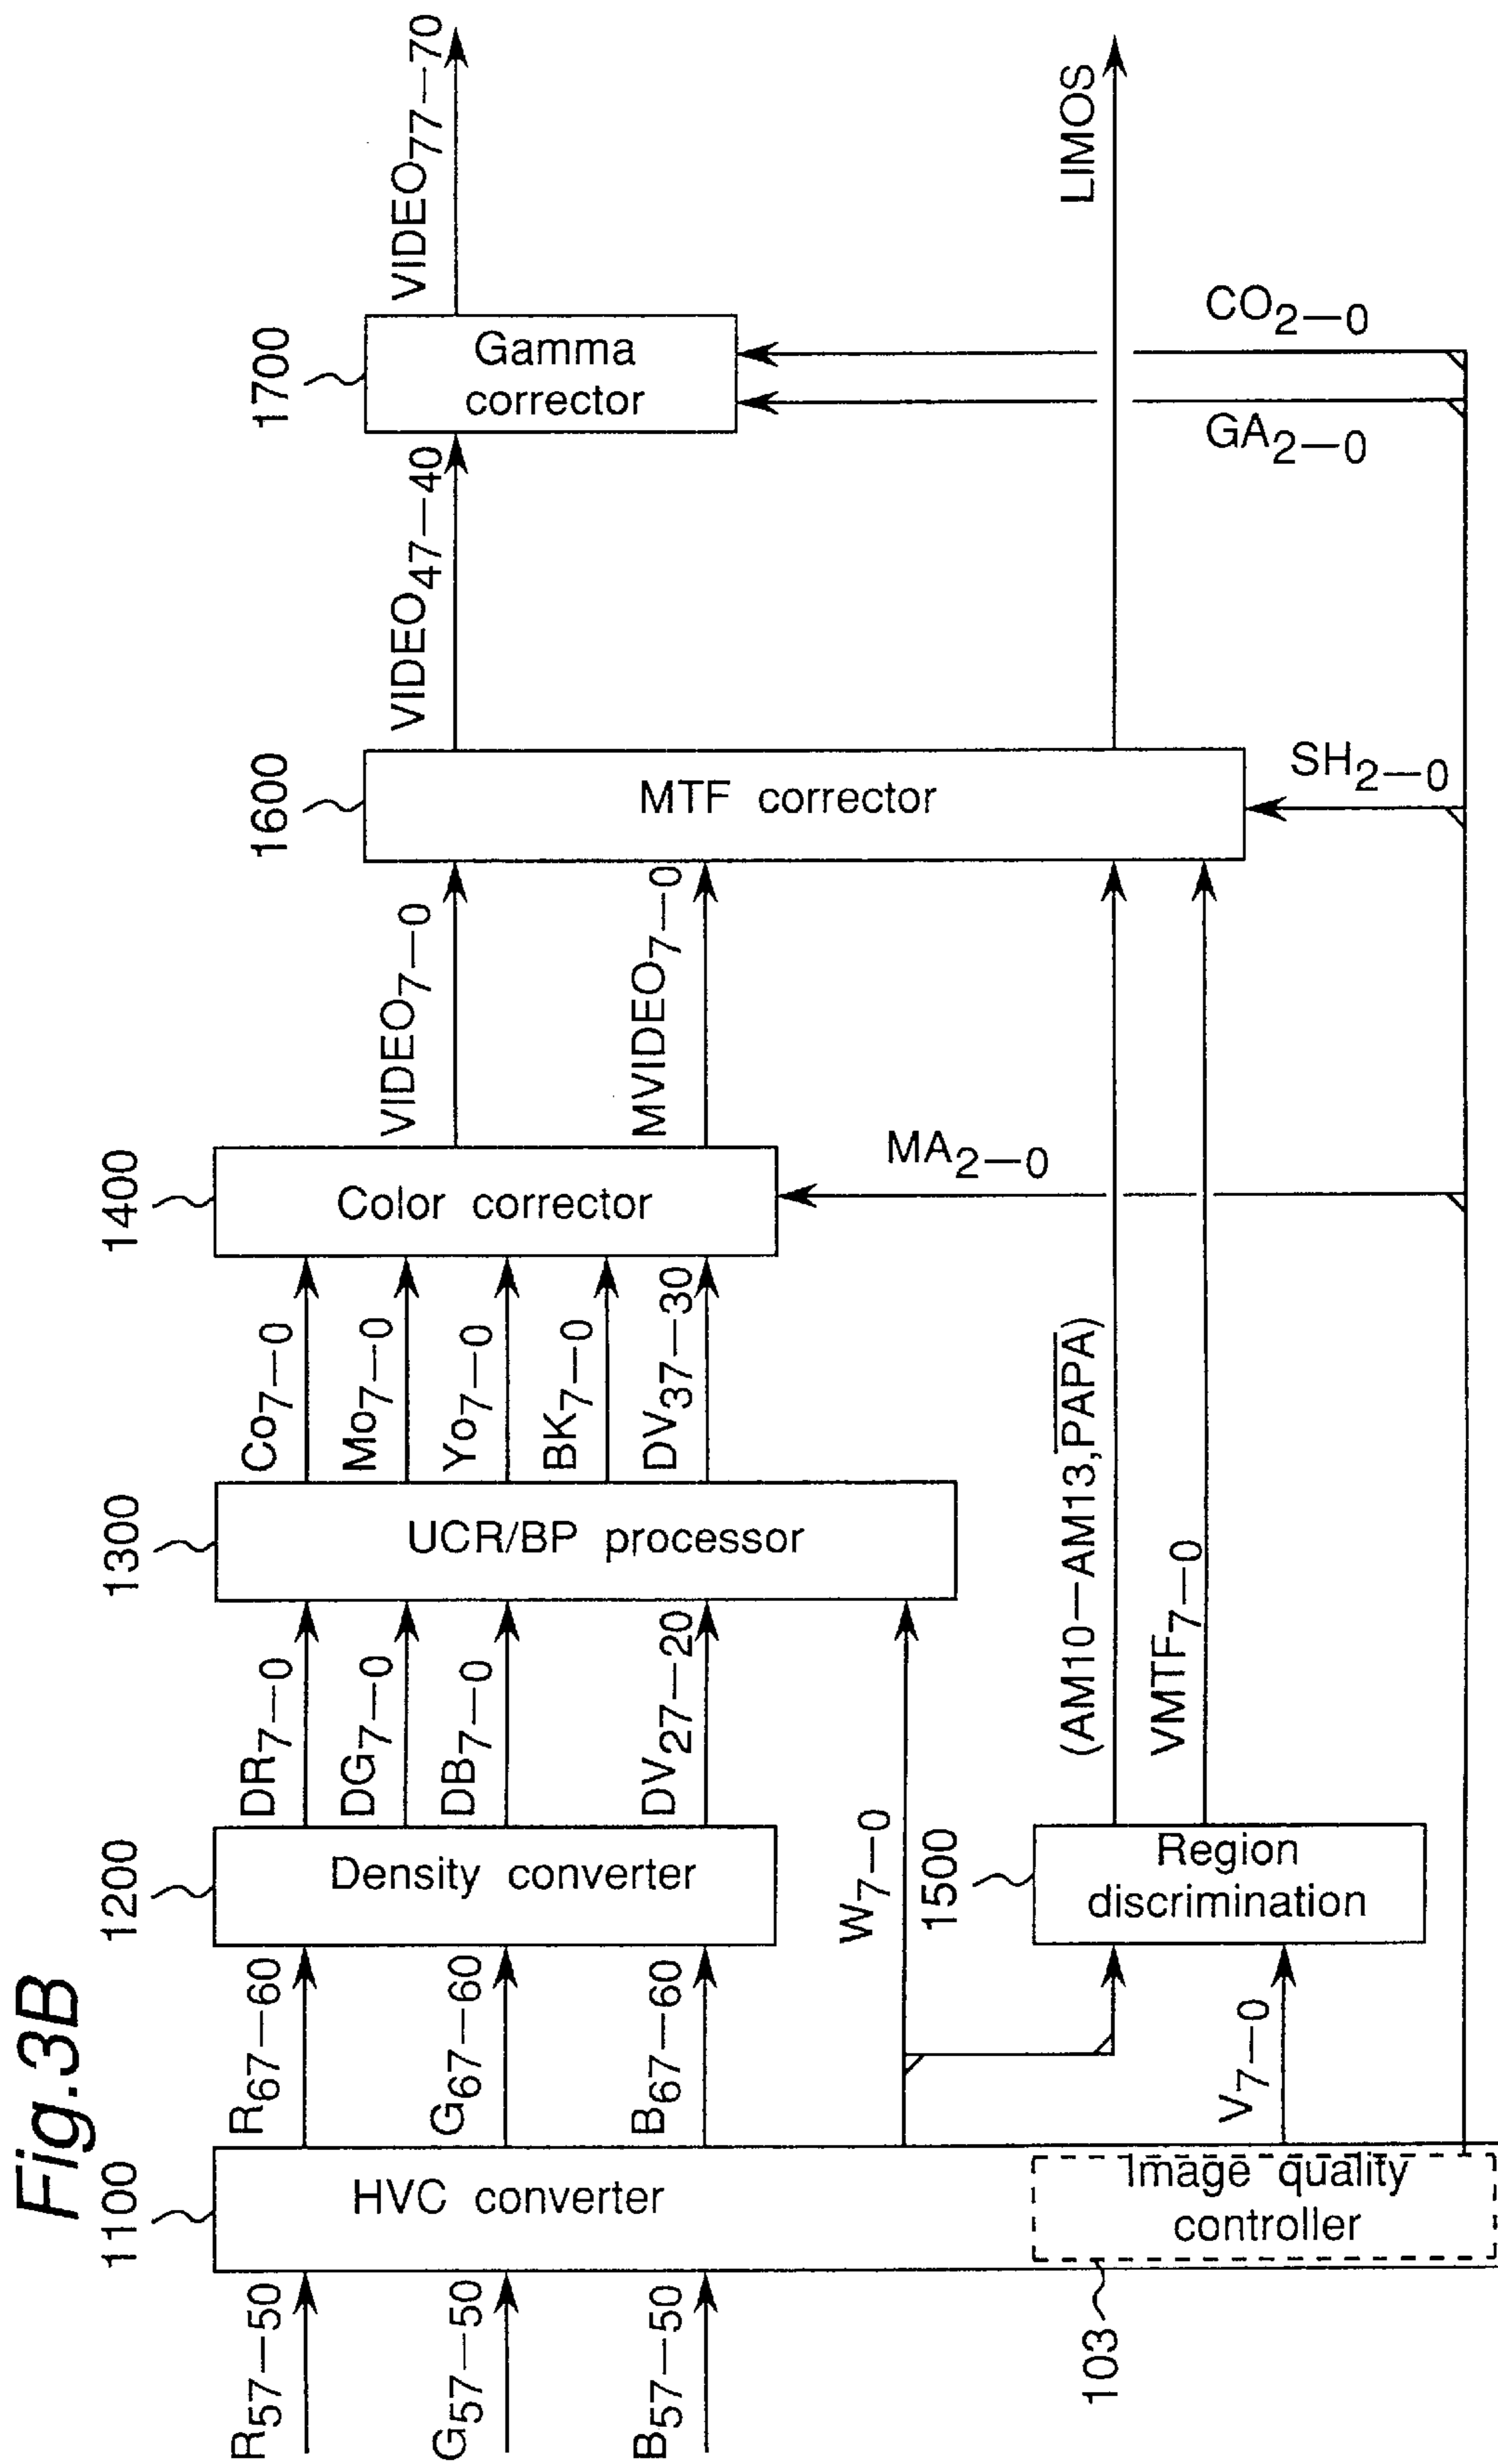 Fig.3B
R57—50
G57—50
B57—50
1100
HVC converter
103
Image quality
controller
R67—60
G67—60
B67—60
W7—0
V7—0
1200
Density converter
1500
Region
discrimination
DR7—0
DG7—0
DB7—0
DV27—20
1300
UCR/BP processor
(AM10—AM13,P̅A̅P̅A̅)
VMTF7—0
Co7—0
Mo7—0
Yo7—0
BK7—0
DV37—30
1400
Color corrector
MA2—0
VIDEO7—0
MVIDEO7—0
1600
MTF corrector
SH2—0
VIDEO47—40
1700
Gamma
corrector
GA2—0
CO2—0
VIDEO77—70
LIMOS